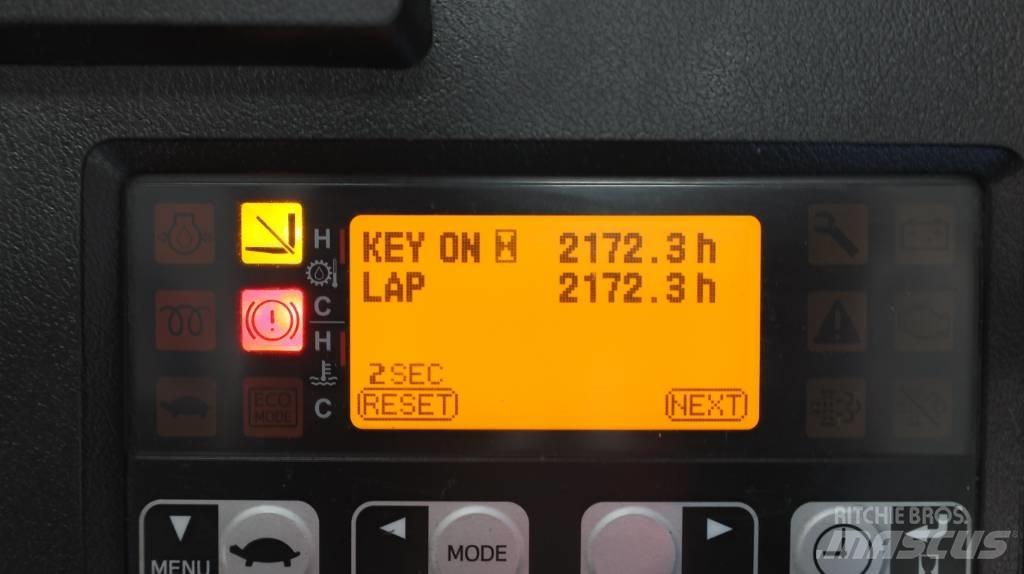 KEY ON 2172.3 h
LAP 2172.3 h
2 SEC
RESET NEXT
H
C
H
C
ECO
MODE
MENU
MODE
RITCHIE BROS.
MASCUS